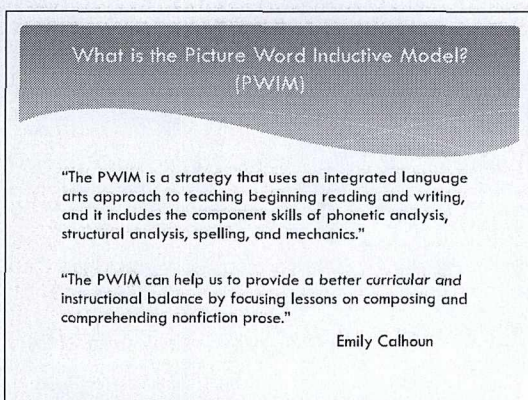 What is the Picture Word Inductive Model?
(PWIM)
"The PWIM is a strategy that uses an integrated language
arts approach to teaching beginning reading and writing,
and it includes the component skills of phonetic analysis,
structural analysis, spelling, and mechanics."
"The PWIM can help us to provide a better curricular and
instructional balance by focusing lessons on composing and
comprehending nonfiction prose."
Emily Calhoun